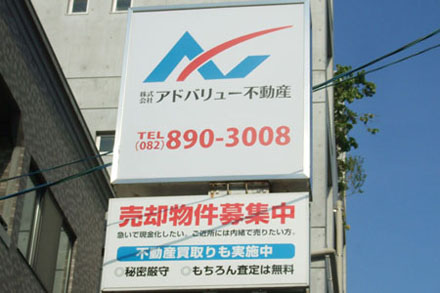 株式会社 アドバリュー不動産
TEL (082) 890-3008
売却物件募集中
急いで現金化したい。ご近所には内緒で売りたい方。
不動産買取りも実施中
○秘密厳守 ○もちろん査定は無料